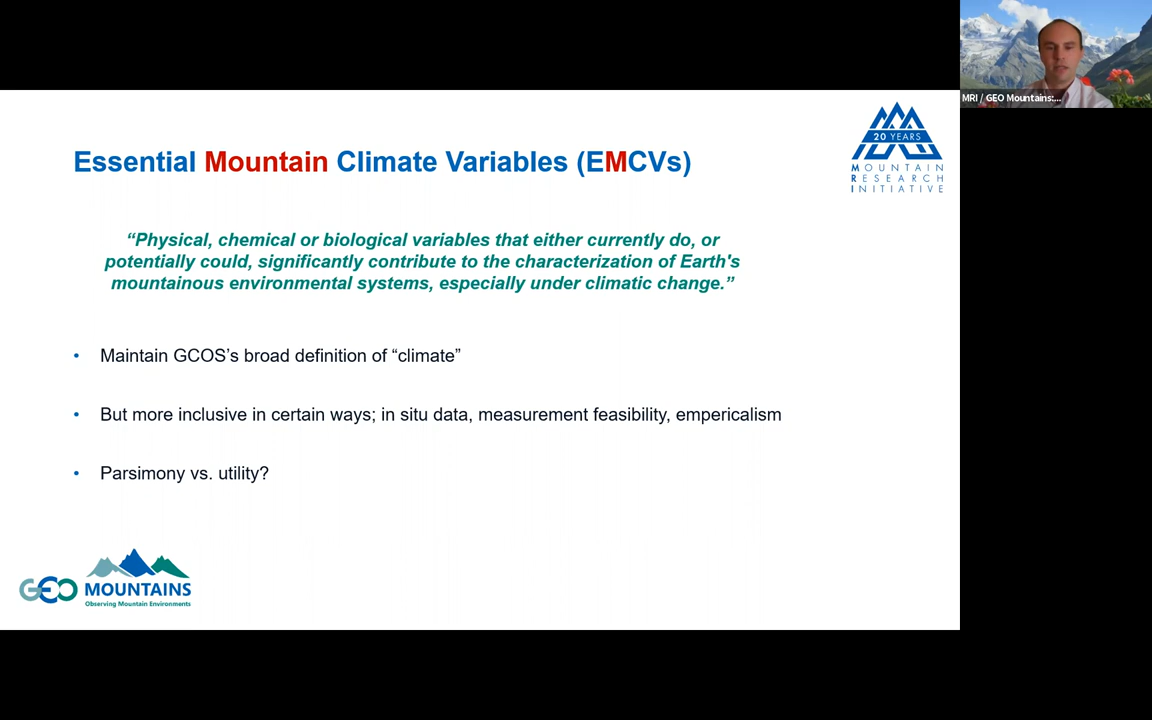 MRI / GEO Mountains:...
20 YEARS
MOUNTAIN
RESEARCH
INITIATIVE
Essential Mountain Climate Variables (EMCVs)
“Physical, chemical or biological variables that either currently do, or
potentially could, significantly contribute to the characterization of Earth's
mountainous environmental systems, especially under climatic change.”
• Maintain GCOS’s broad definition of “climate”
• But more inclusive in certain ways; in situ data, measurement feasibility, empericalism
• Parsimony vs. utility?
GEO MOUNTAINS
Observing Mountain Environments